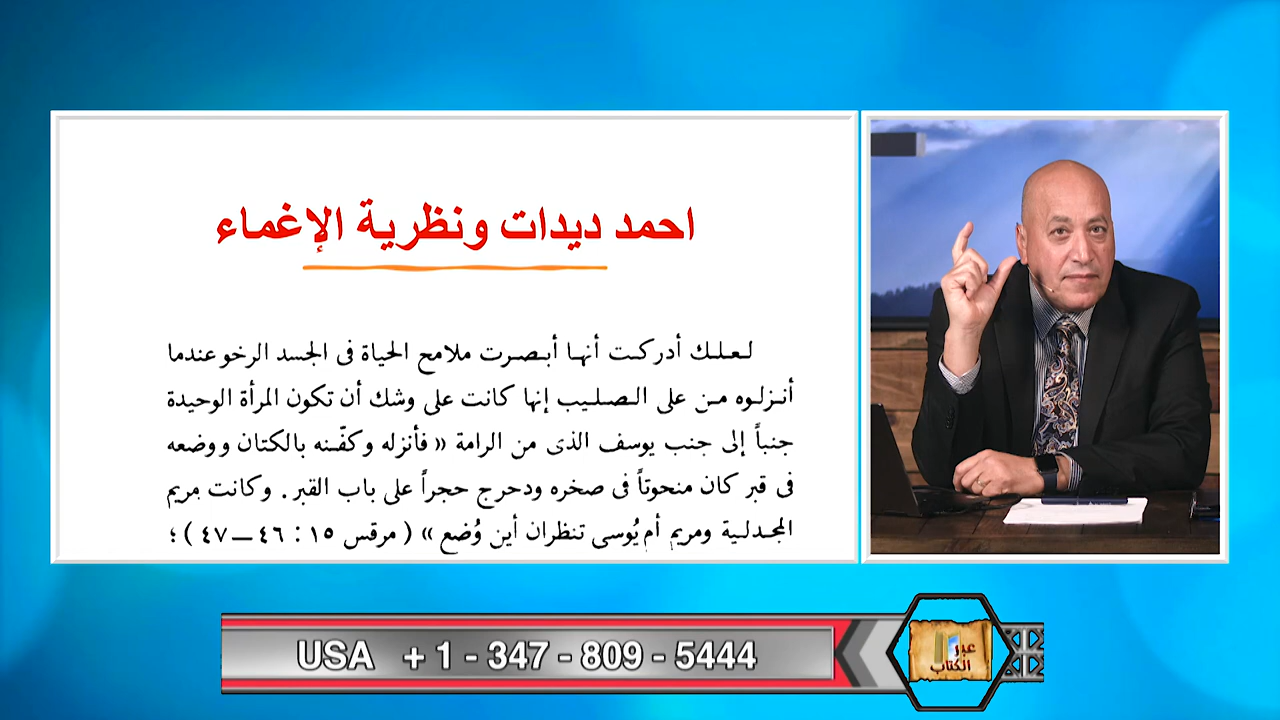 احمد ديدات ونظرية الإغماء
لعلك أدركت أنها أبصرت ملامح الحياة فى الجسد الرخو عندما
أنزلوه من على الصليب إنها كانت على وشك أن تكون المرأة الوحيدة
جنباً إلى جنب يوسف الذى من الرامة « فأنزله وكفّنه بالكتان ووضعه
فى قبر كان منحوتاً فى صخره ودحرج حجراً على باب القبر . وكانت مريم
المجدلية ومريم أم يُوسى تنظران أين وُضع » ( مرقس ١٥ : ٤٦ — ٤٧ ) ؛
USA + 1 - 347 - 809 - 5444
عبر
الكتاب